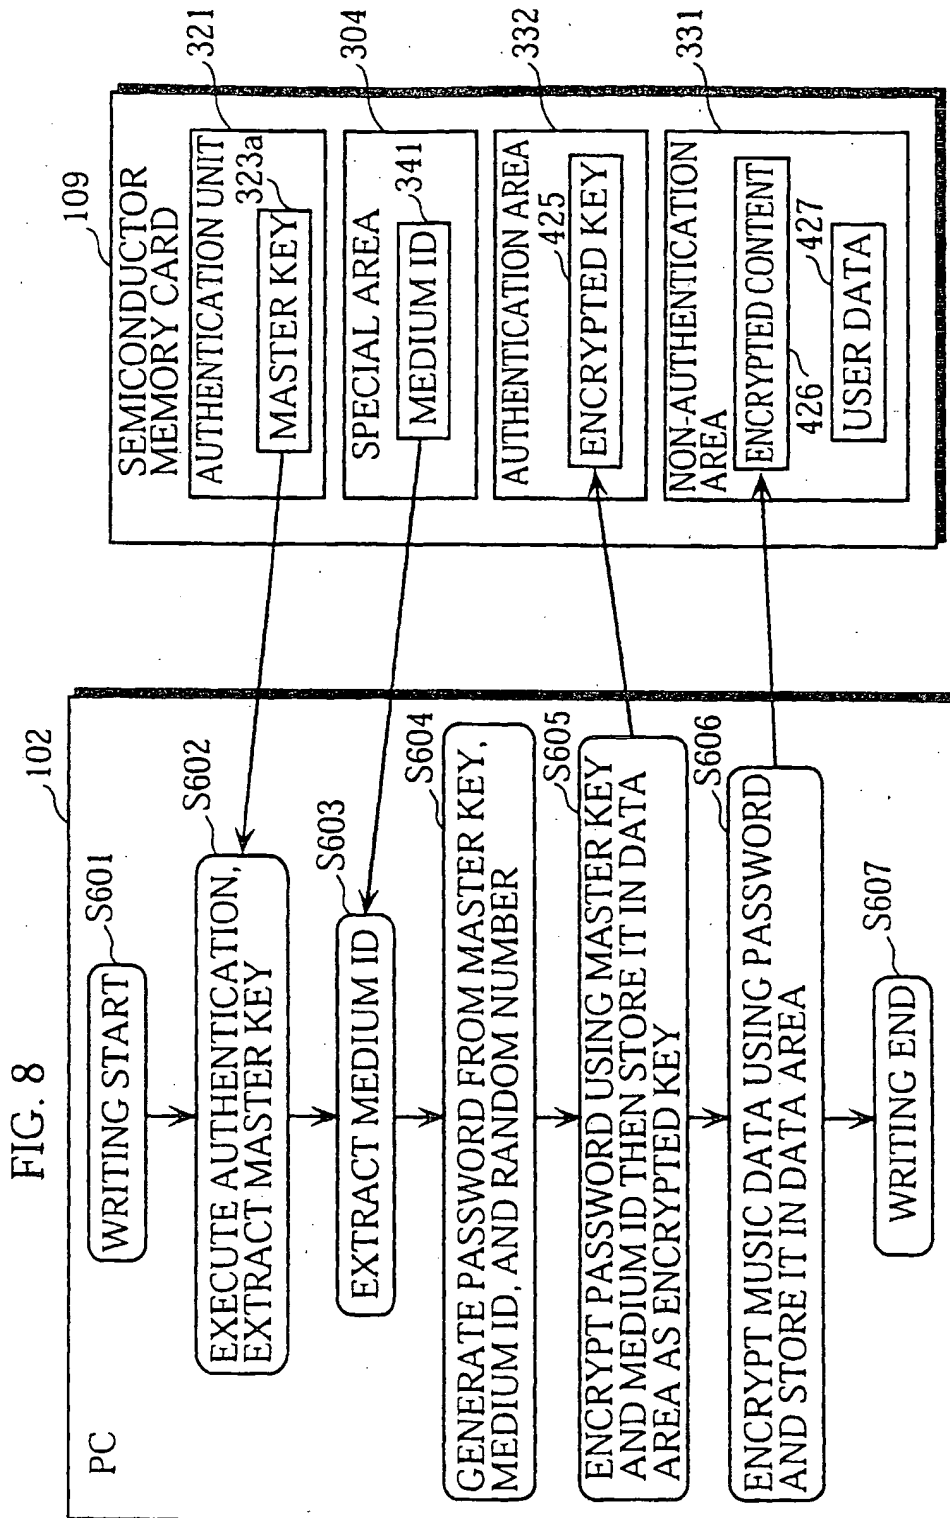 FIG. 8
102
PC
S601
WRITING START
S602
EXECUTE AUTHENTICATION,
EXTRACT MASTER KEY
S603
EXTRACT MEDIUM ID
S604
GENERATE PASSWORD FROM MASTER KEY,
MEDIUM ID, AND RANDOM NUMBER
S605
ENCRYPT PASSWORD USING MASTER KEY
AND MEDIUM ID THEN STORE IT IN DATA
AREA AS ENCRYPTED KEY
S606
ENCRYPT MUSIC DATA USING PASSWORD
AND STORE IT IN DATA AREA
S607
WRITING END
109
SEMICONDUCTOR
MEMORY CARD
321
AUTHENTICATION UNIT
323a
MASTER KEY
304
SPECIAL AREA
341
MEDIUM ID
332
AUTHENTICATION AREA
425
ENCRYPTED KEY
331
NON-AUTHENTICATION
AREA
ENCRYPTED CONTENT
426
427
USER DATA